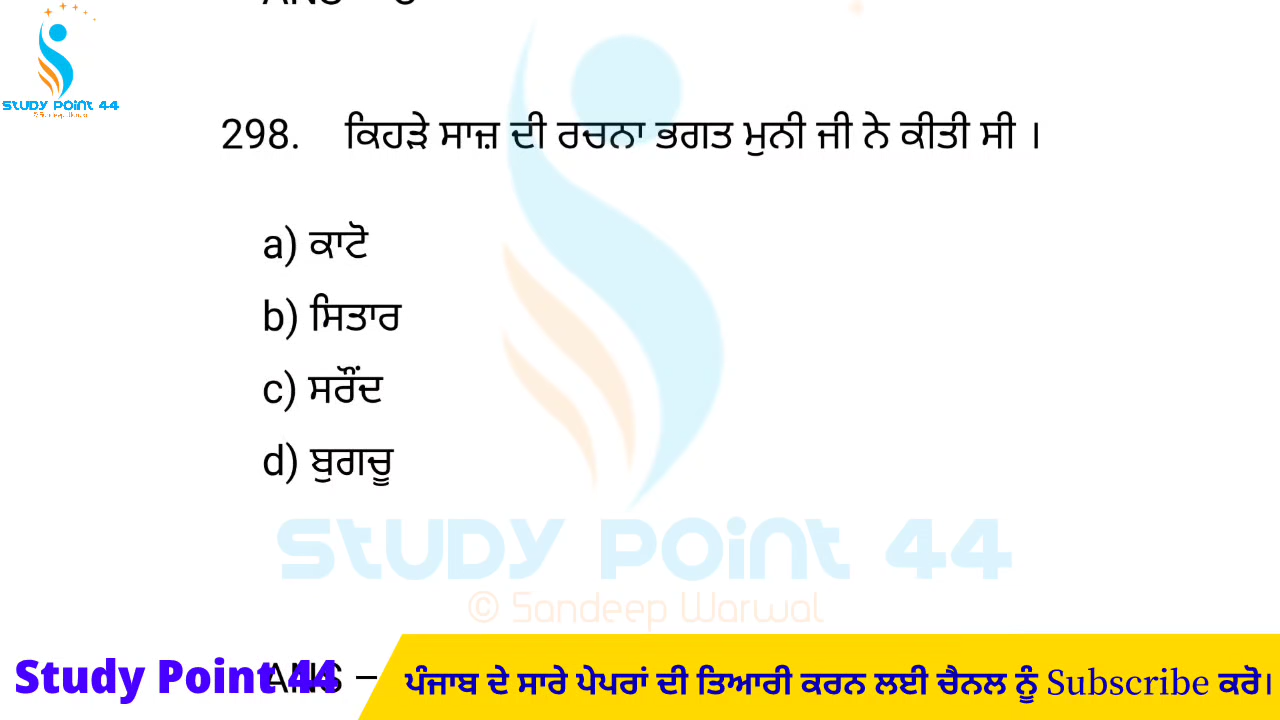 STUDY POINT 44
298. ਕਿਹੜੇ ਸਾਜ਼ ਦੀ ਰਚਨਾ ਭਗਤ ਮੁਨੀ ਜੀ ਨੇ ਕੀਤੀ ਸੀ ।
a) ਕਾਟੋ
b) ਸਿਤਾਰ
c) ਸਰੌਂਦ
d) ਬੁਗਚੂ
STUDY POINT 44
© Sandeep Warwal
ANS –
Study Point 44
ਪੰਜਾਬ ਦੇ ਸਾਰੇ ਪੇਪਰਾਂ ਦੀ ਤਿਆਰੀ ਕਰਨ ਲਈ ਚੈਨਲ ਨੂੰ Subscribe ਕਰੋ।